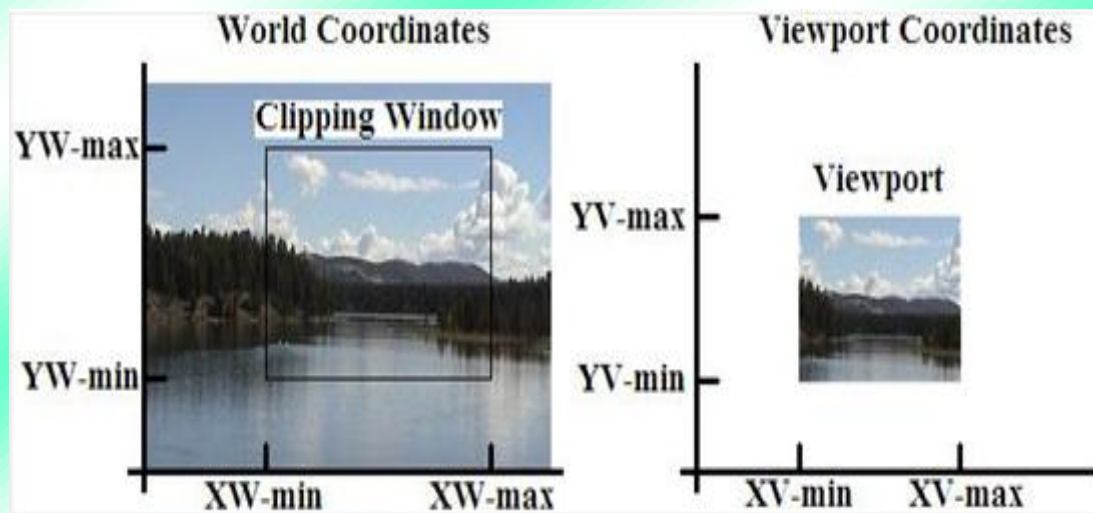 World Coordinates
Clipping Window
YW-max
YW-min
XW-min
XW-max
Viewport Coordinates
Viewport
YV-max
YV-min
XV-min
XV-max